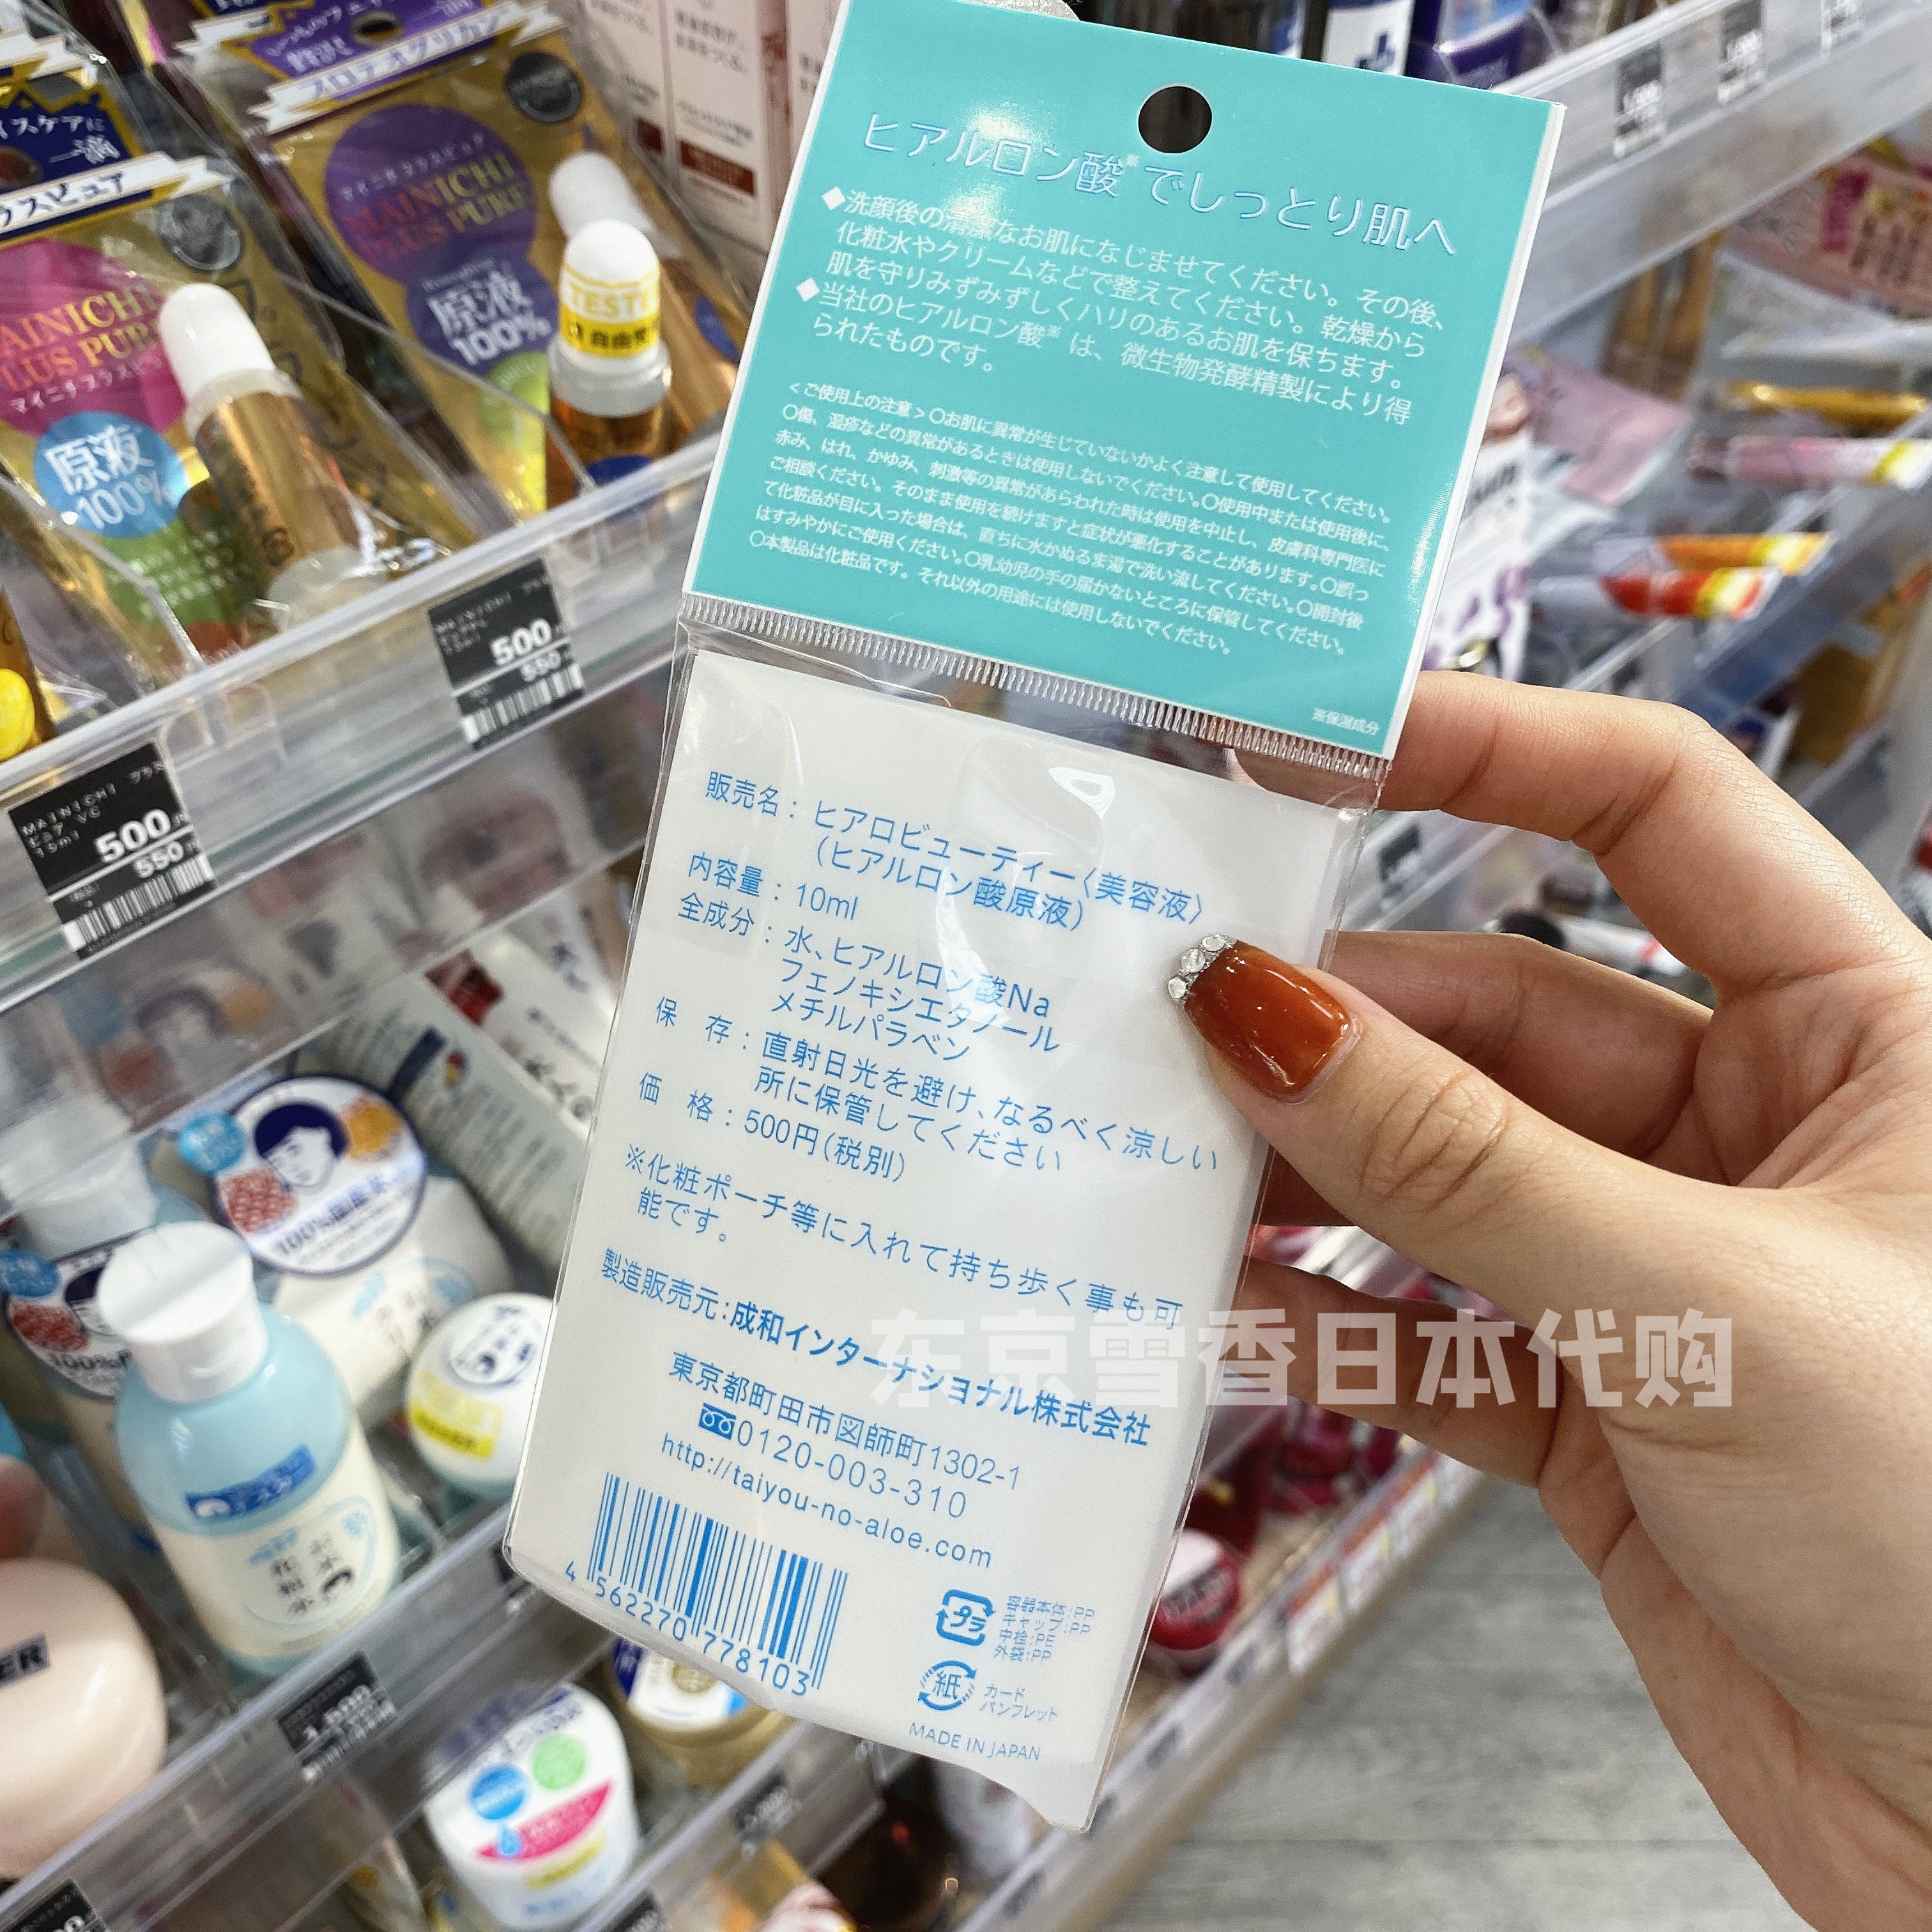 ヒアルロン酸※でしっとり肌へ
◆洗顔後の清潔なお肌になじませてください。その後、
化粧水やクリームなどで整えてください。乾燥から
肌を守りみずみずしくハリのあるお肌を保ちます。
◆当社のヒアルロン酸※は、微生物発酵精製により得
られたものです。
<ご使用上の注意>〇お肌に異常が生じていないかよく注意して使用してください。
〇傷、湿疹などの異常があるときは使用しないでください。〇使用中または使用後に、
赤み、はれ、かゆみ、刺激等の異常があらわれた時は使用を中止し、皮膚科専門医に
ご相談ください。そのまま使用を続けますと症状が悪化することがあります。〇誤っ
て化粧品が目に入った場合は、直ちに水かぬるま湯で洗い流してください。〇開封後
はすみやかにご使用ください。〇乳幼児の手の届かないところに保管してください。
〇本製品は化粧品です。それ以外の用途には使用しないでください。
※保湿成分
販売名:ヒアロビューティー〈美容液〉
(ヒアルロン酸原液)
内容量:10ml
全成分:水、ヒアルロン酸Na
フェノキシエタノール
メチルパラベン
保 存:直射日光を避け、なるべく涼しい
所に保管してください
価 格:500円(税別)
※化粧ポーチ等に入れて持ち歩く事も可
能です。
製造販売元:成和インターナショナル株式会社
東京都町田市図師町1302-1
0120-003-310
http://taiyou-no-aloe.com
4 562270 778103
プラ
容器本体:PP
キャップ:PP
中栓:PE
外袋:PP
紙
カード
パンフレット
MADE IN JAPAN
东京雪香日本代购
MAINICHI
PLUS PURE
原液
100%
TESTER
原液
100%
500
550
500
550